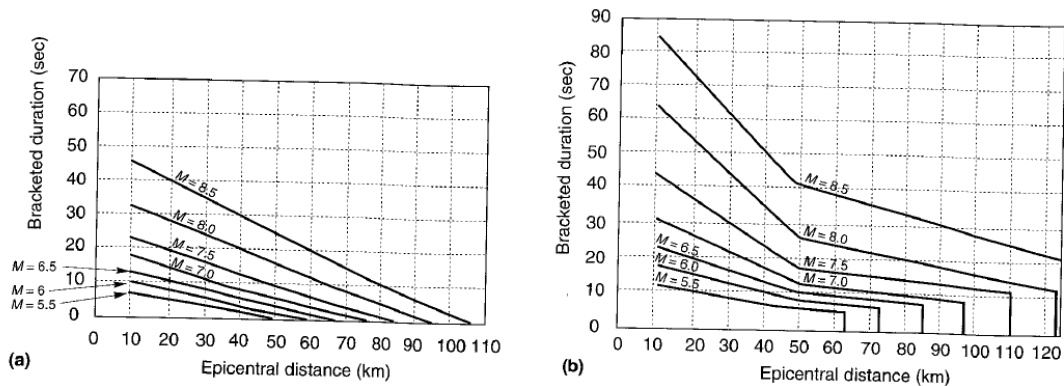 70
60
50
40
30
20
10
0
Bracketed duration (sec)
M = 8.5
M = 8.0
M = 7.5
M = 7.0
M = 6.5
M = 6
M = 5.5
0 10 20 30 40 50 60 70 80 90 100 110
Epicentral distance (km)
(a)
90
80
70
60
50
40
30
20
10
0
Bracketed duration (sec)
M = 8.5
M = 8.0
M = 7.5
M = 7.0
M = 6.5
M = 6.0
M = 5.5
0 10 20 30 40 50 60 70 80 90 100 110 120
Epicentral distance (km)
(b)